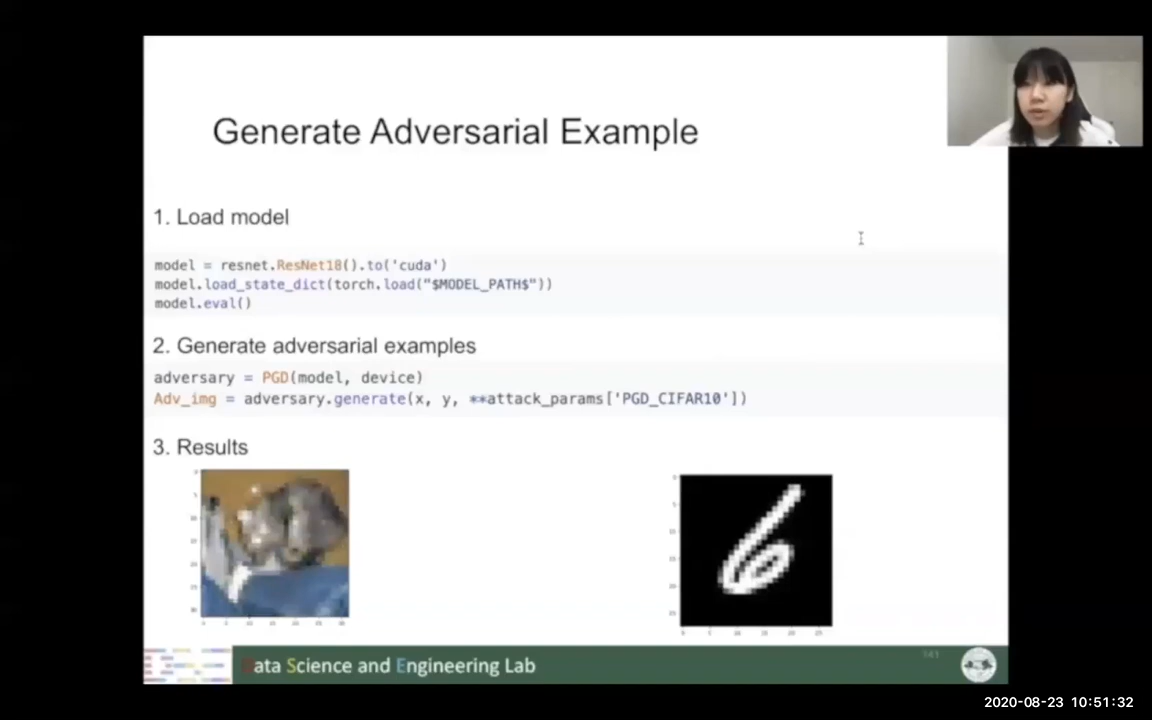 Generate Adversarial Example
1. Load model
model = resnet.ResNet18().to('cuda')
model.load_state_dict(torch.load("$MODEL_PATH$"))
model.eval()
2. Generate adversarial examples
adversary = PGD(model, device)
Adv_img = adversary.generate(x, y, **attack_params['PGD_CIFAR10'])
3. Results
Data Science and Engineering Lab
141
2020-08-23 10:51:32